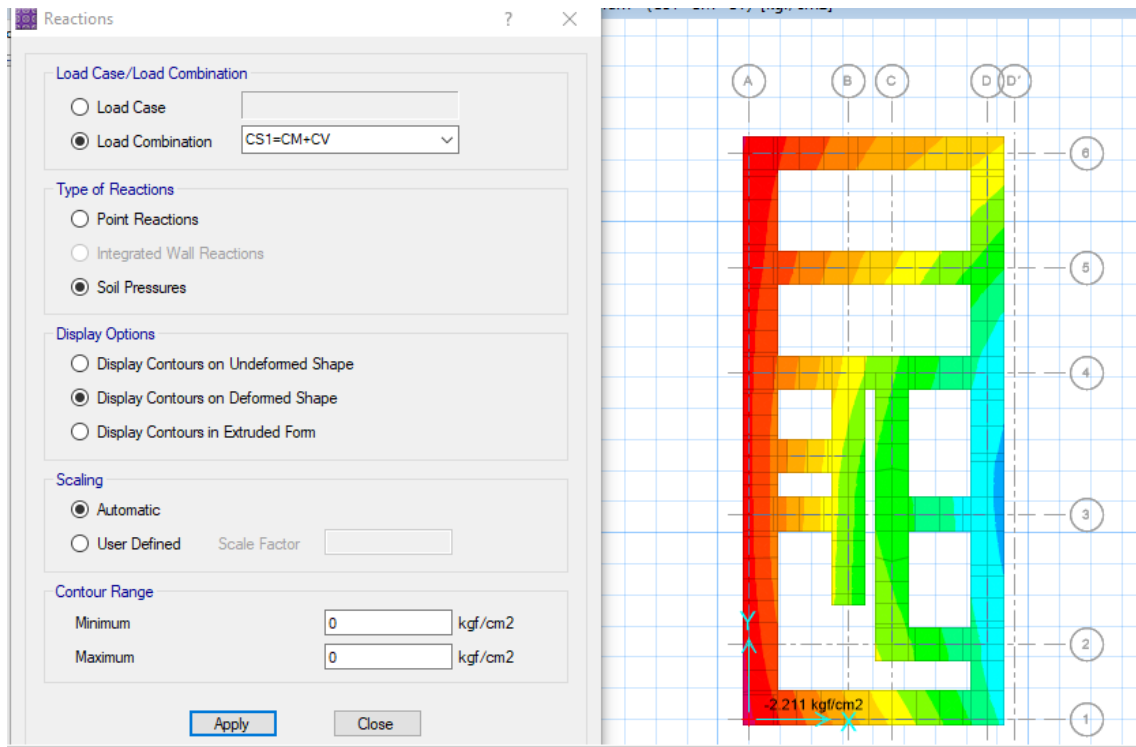 Reactions
?
Load Case/Load Combination
Load Case
Load Combination
CS1=CM+CV
Type of Reactions
Point Reactions
Integrated Wall Reactions
Soil Pressures
Display Options
Display Contours on Undeformed Shape
Display Contours on Deformed Shape
Display Contours in Extruded Form
Scaling
Automatic
User Defined
Scale Factor
Contour Range
Minimum
0
kgf/cm2
Maximum
0
kgf/cm2
Apply
Close
A
B
C
D
D'
6
5
4
3
2
1
Y
X
-2.211 kgf/cm2